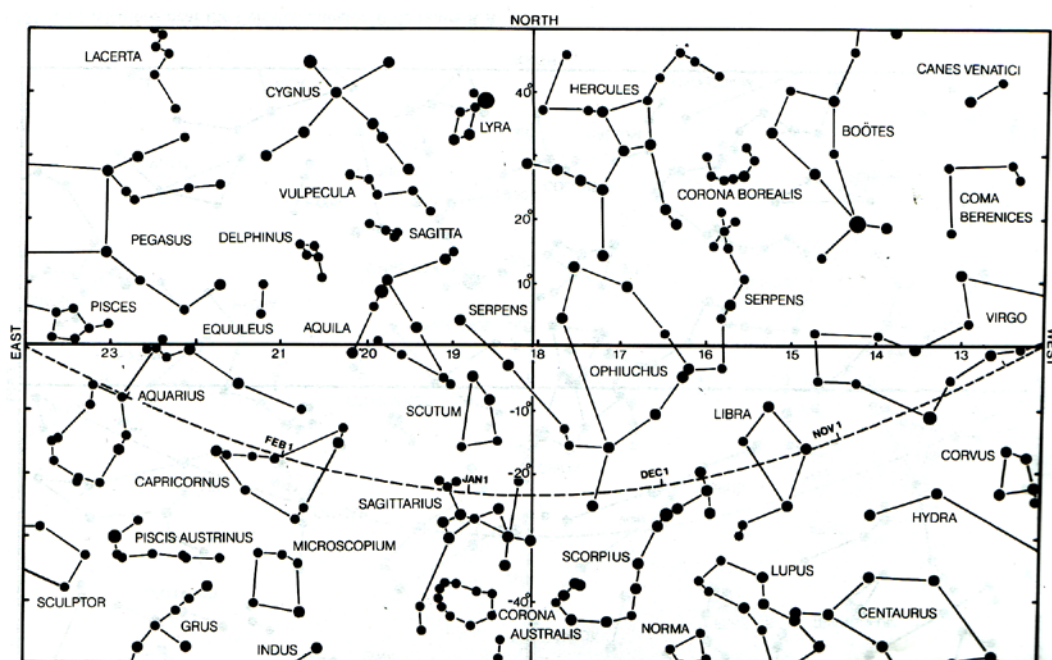 NORTH
LACERTA
CYGNUS
LYRA
HERCULES
40°
BOÖTES
CANES VENATICI
VULPECULA
CORONA BOREALIS
COMA
BERENICES
20°
PEGASUS
DELPHINUS
SAGITTA
10°
PISCES
EQUULEUS
AQUILA
SERPENS
SERPENS
VIRGO
EAST
WEST
23
21
20
19
18
17
16
15
14
13
0
AQUARIUS
OPHIUCHUS
SCUTUM
-10°
LIBRA
FEB 1
NOV 1
CAPRICORNUS
JAN 1
-20°
DEC 1
CORVUS
SAGITTARIUS
HYDRA
PISCIS AUSTRINUS
MICROSCOPIUM
SCORPIUS
LUPUS
SCULPTOR
-40°
CORONA
AUSTRALIS
CENTAURUS
GRUS
NORMA
INDUS